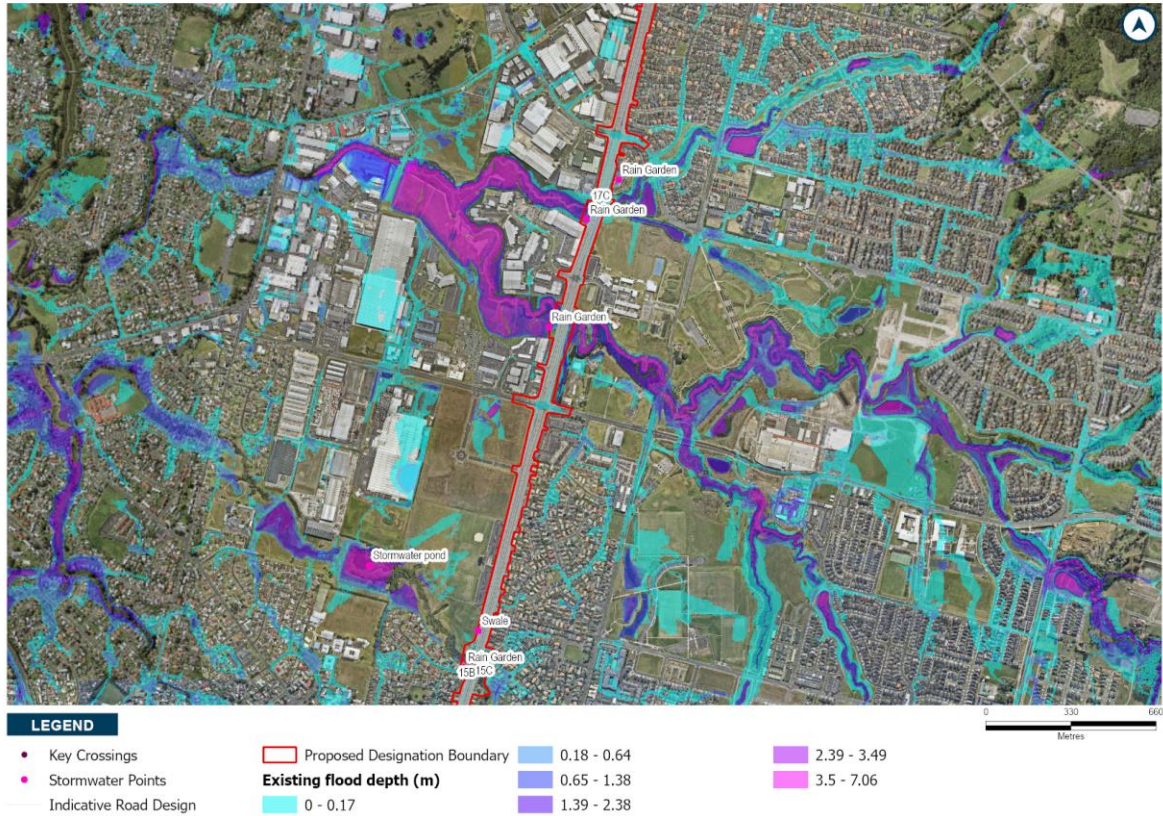 Rain Garden
17C
Rain Garden
Rain Garden
Stormwater pond
Swale
Rain Garden
15B 15C
0 330 660
Metres
LEGEND
Key Crossings
Stormwater Points
Indicative Road Design
Proposed Designation Boundary
Existing flood depth (m)
0 - 0.17
0.18 - 0.64
0.65 - 1.38
1.39 - 2.38
2.39 - 3.49
3.5 - 7.06